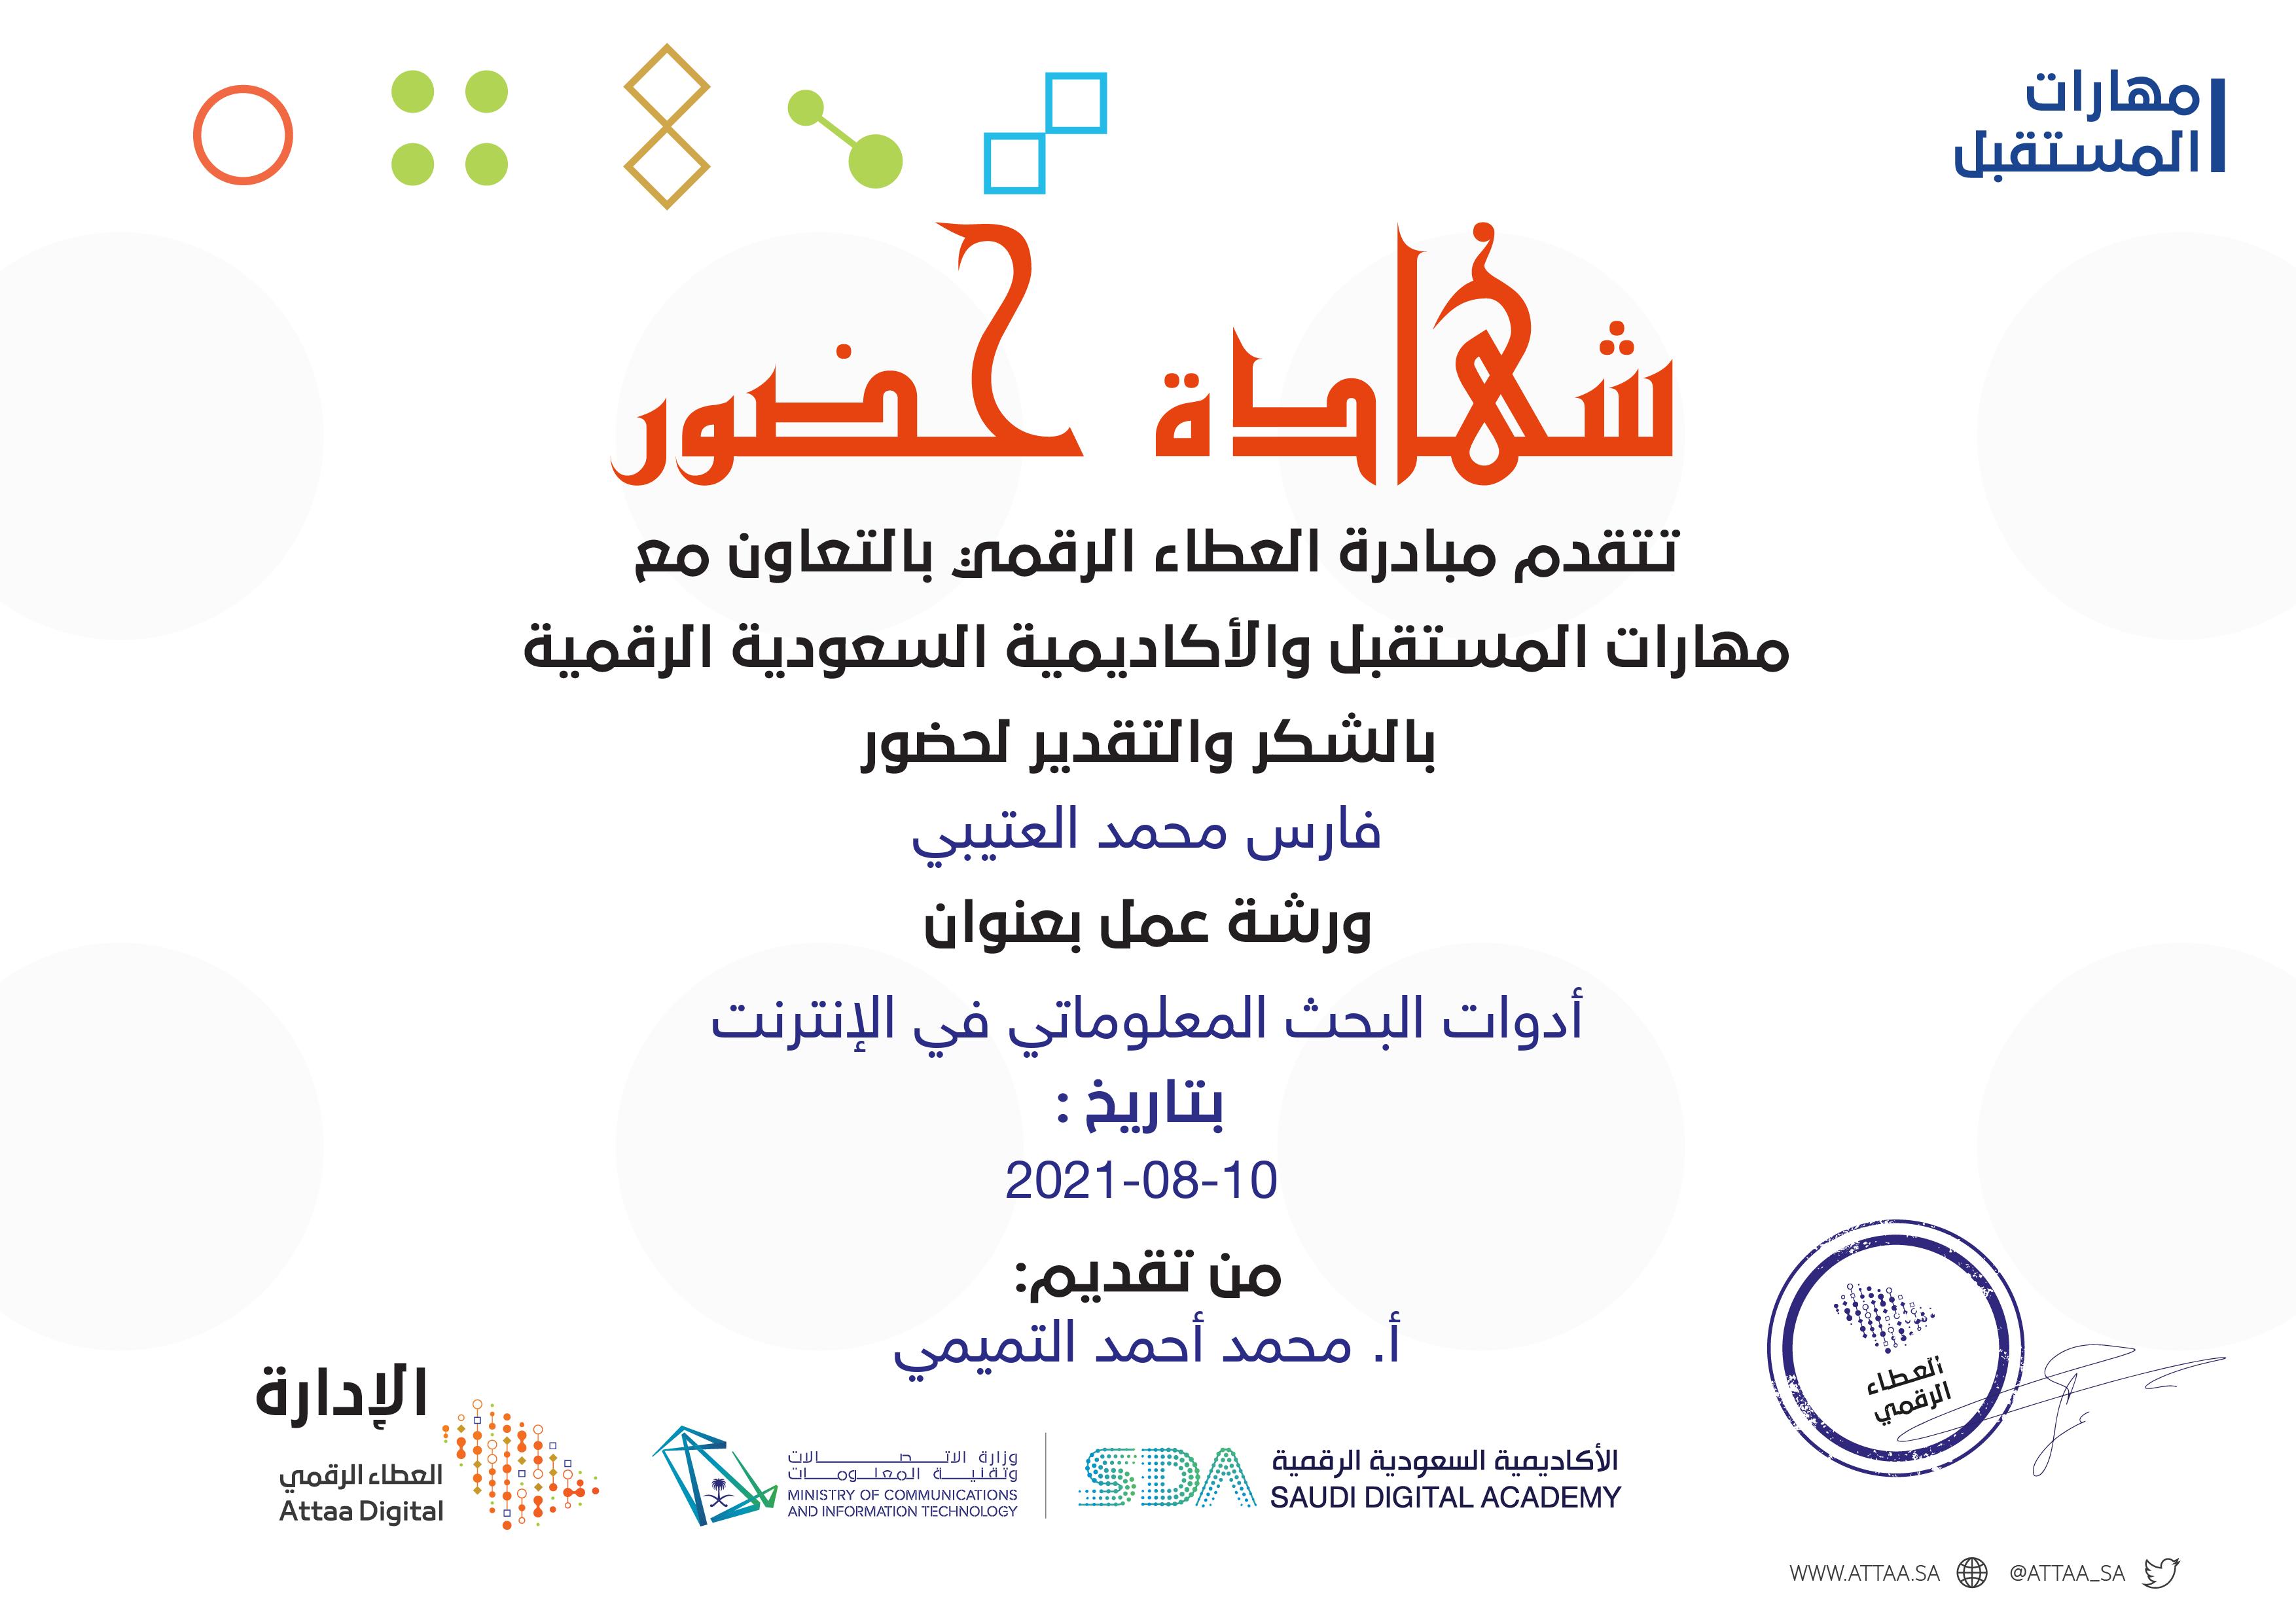 مهارات
المستقبل
شهادة حضور
تتقدم مبادرة العطاء الرقمي بالتعاون مع
مهارات المستقبل والأكاديمية السعودية الرقمية
بالشكر والتقدير لحضور
فارس محمد العتيبي
ورشة عمل بعنوان
أدوات البحث المعلوماتي في الإنترنت
بتاريخ :
2021-08-10
من تقديم:
أ. محمد أحمد التميمي
العطاء
الرقمي
الإدارة
العطاء الرقمي
Attaa Digital
وزارة الاتـصــالات
وتقنيـة المعلـومـات
MINISTRY OF COMMUNICATIONS
AND INFORMATION TECHNOLOGY
SDA
الأكاديمية السعودية الرقمية
SAUDI DIGITAL ACADEMY
WWW.ATTAA.SA @ATTAA_SA